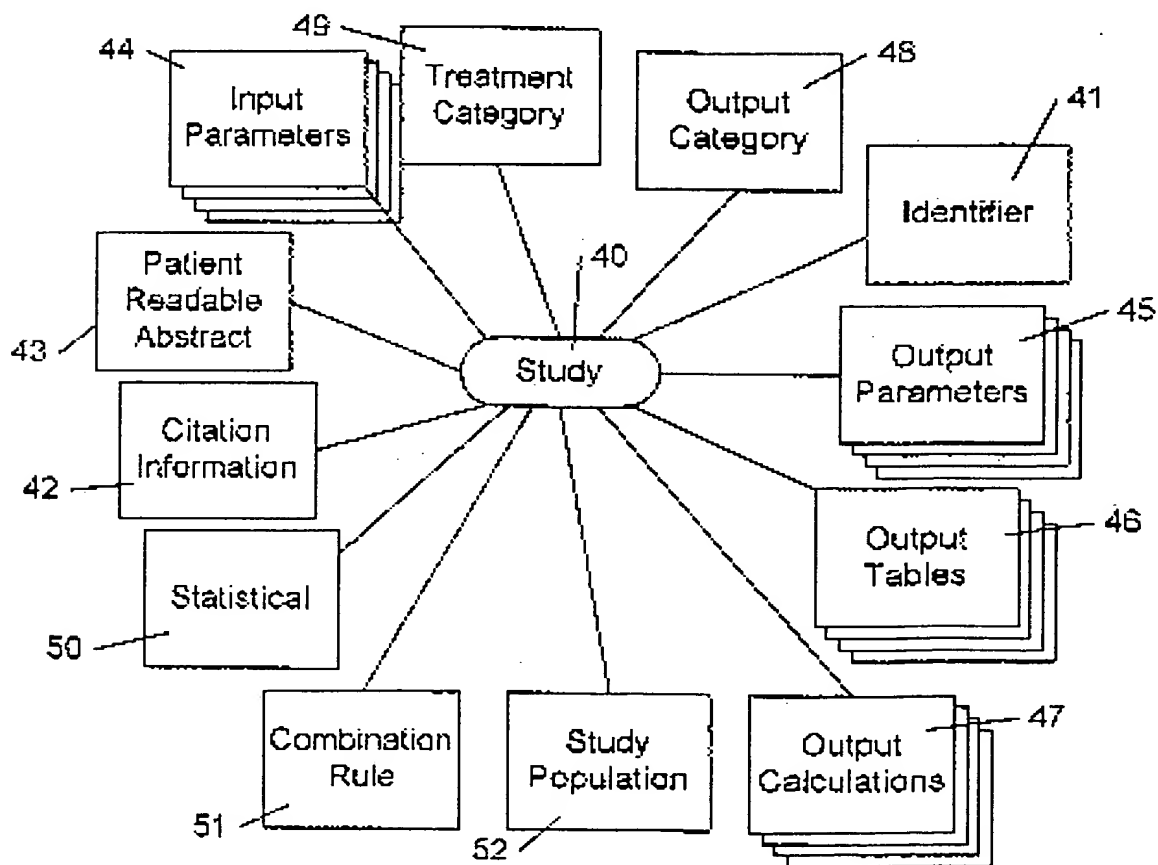 49
44
48
Treatment
Category
Input
Parameters
Output
Category
41
Identifier
Patient
Readable
Abstract
40
43
45
Study
Output
Parameters
Citation
Information
42
46
Output
Tables
Statistical
50
47
Combination
Rule
Study
Population
Output
Calculations
51
52